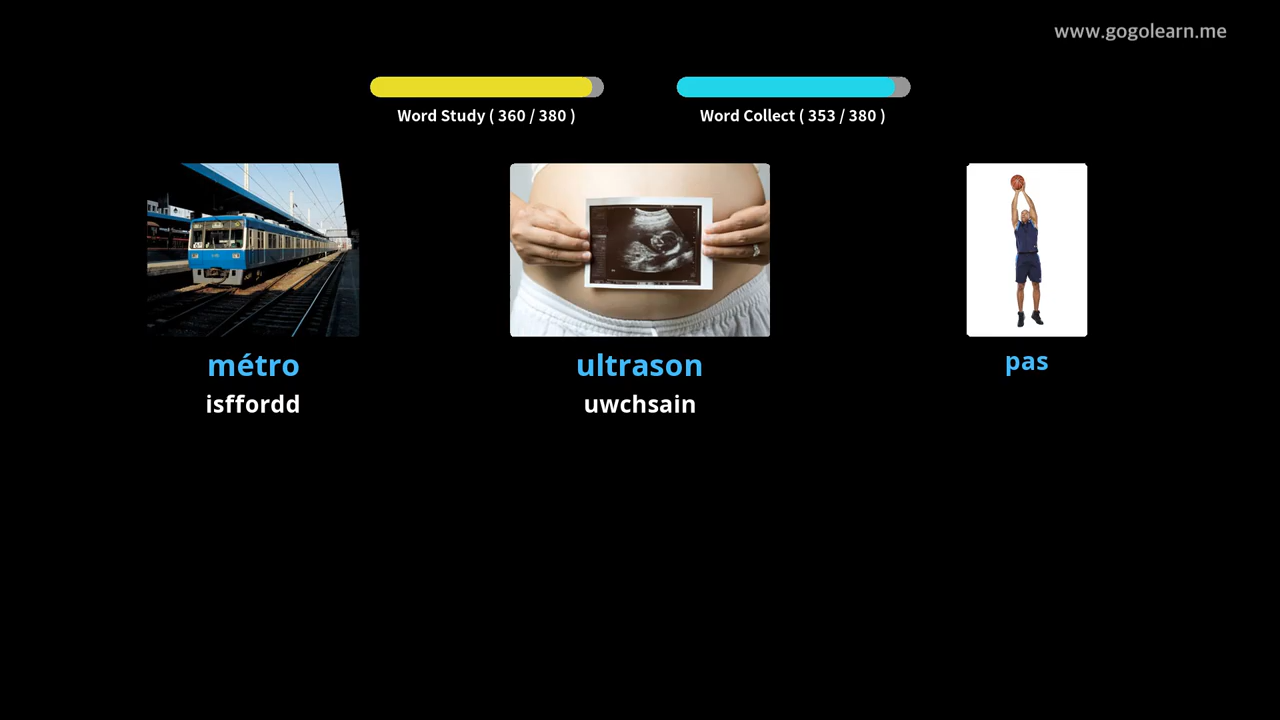 www.gogolearn.me
Word Study ( 360 / 380 )
Word Collect ( 353 / 380 )
métro
isffordd
ultrason
uwchsain
pas